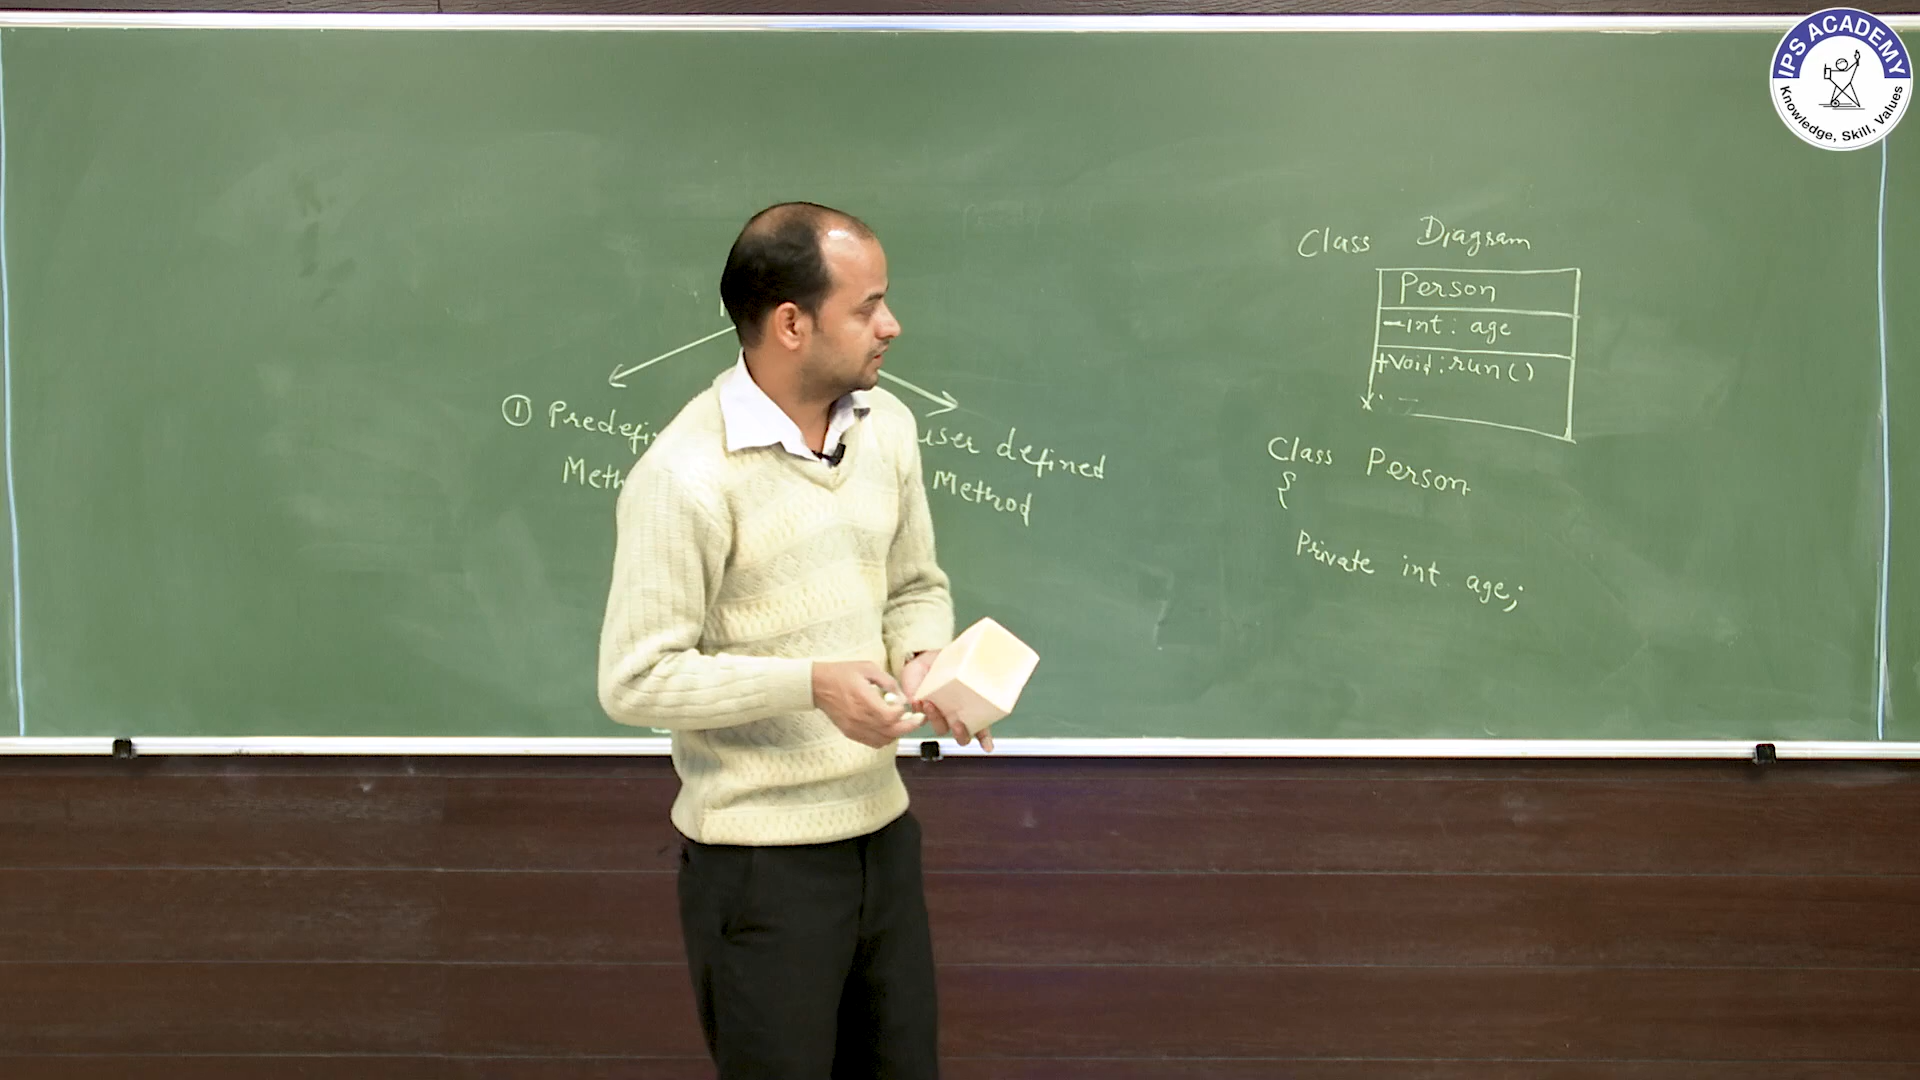 IPS ACADEMY
Knowledge, Skill, Values
① Predefi
Meth
user defined
Method
Class Diagram
Person
-int: age
+void: run()
Class Person
{
Private int age;